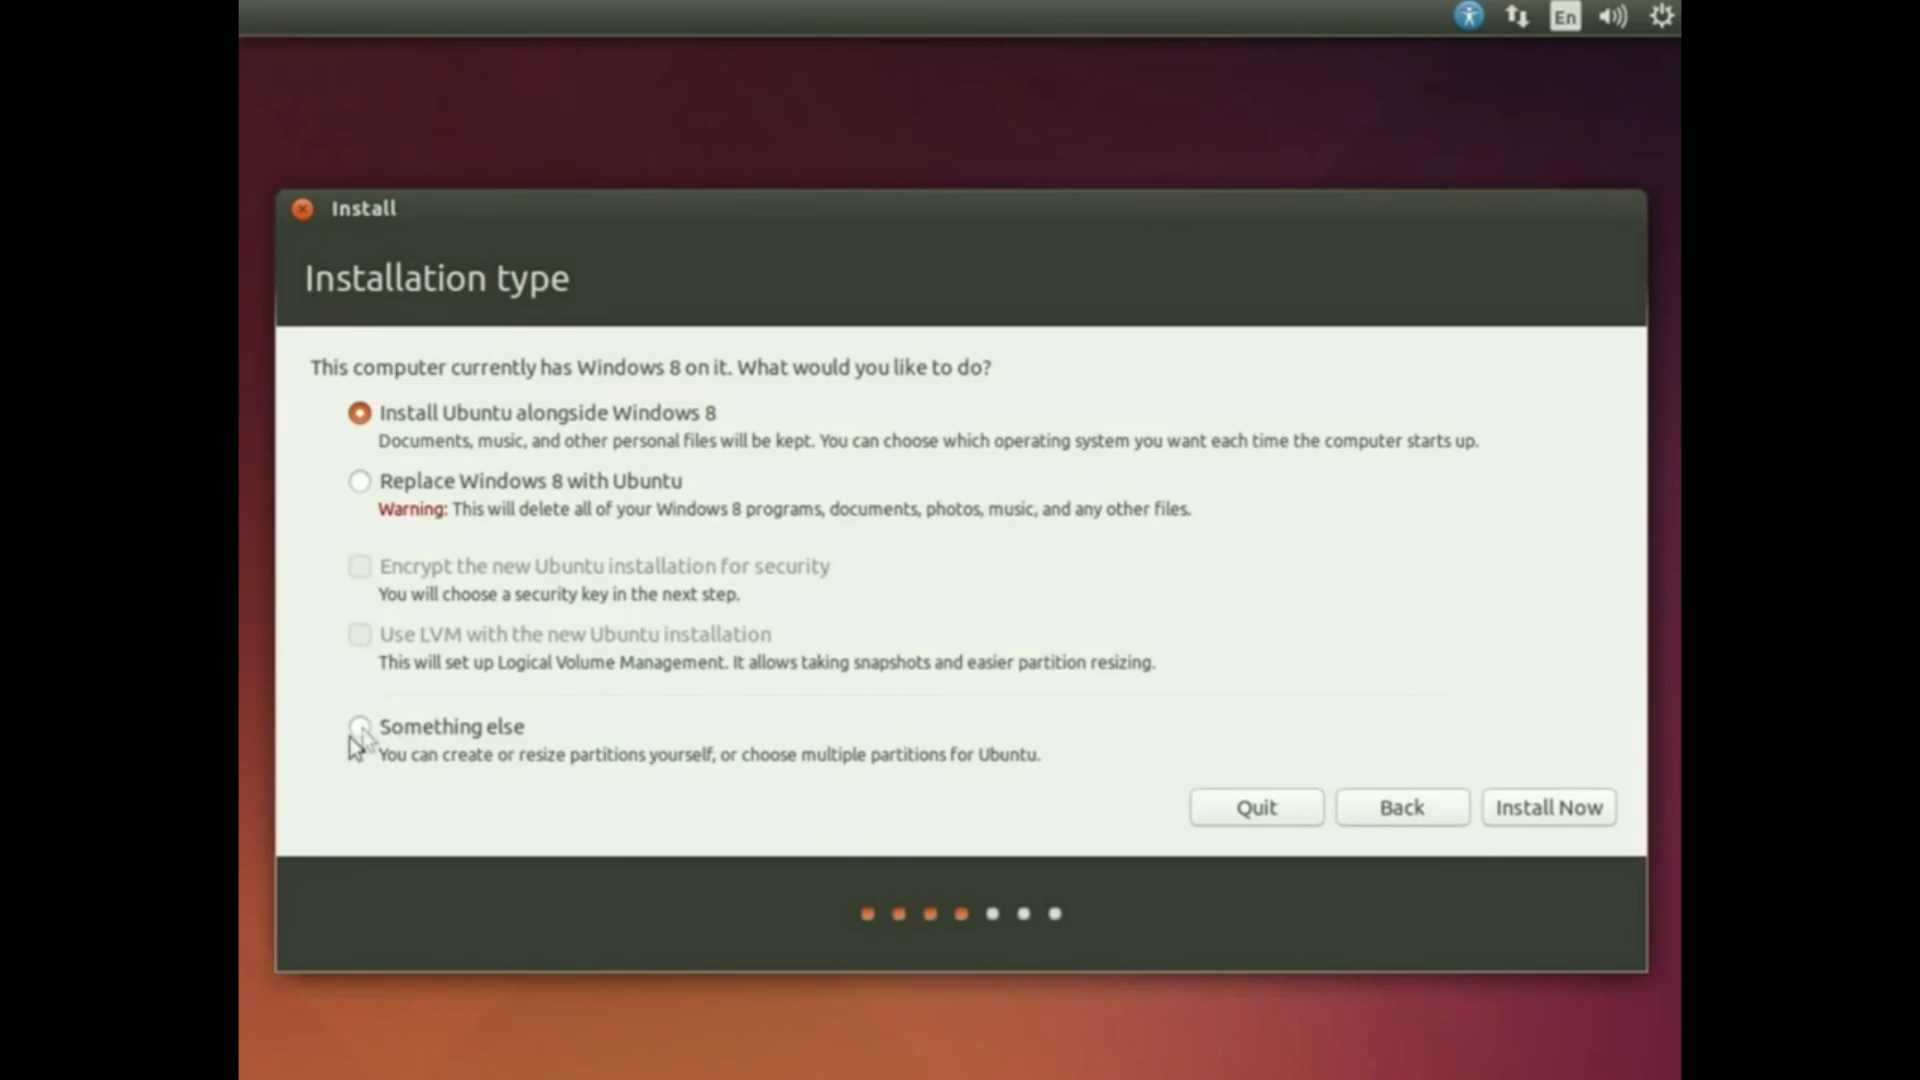 En
Install
Installation type
This computer currently has Windows 8 on it. What would you like to do?
Install Ubuntu alongside Windows 8
Documents, music, and other personal files will be kept. You can choose which operating system you want each time the computer starts up.
Replace Windows 8 with Ubuntu
Warning: This will delete all of your Windows 8 programs, documents, photos, music, and any other files.
Encrypt the new Ubuntu installation for security
You will choose a security key in the next step.
Use LVM with the new Ubuntu installation
This will set up Logical Volume Management. It allows taking snapshots and easier partition resizing.
Something else
You can create or resize partitions yourself, or choose multiple partitions for Ubuntu.
Quit Back Install Now